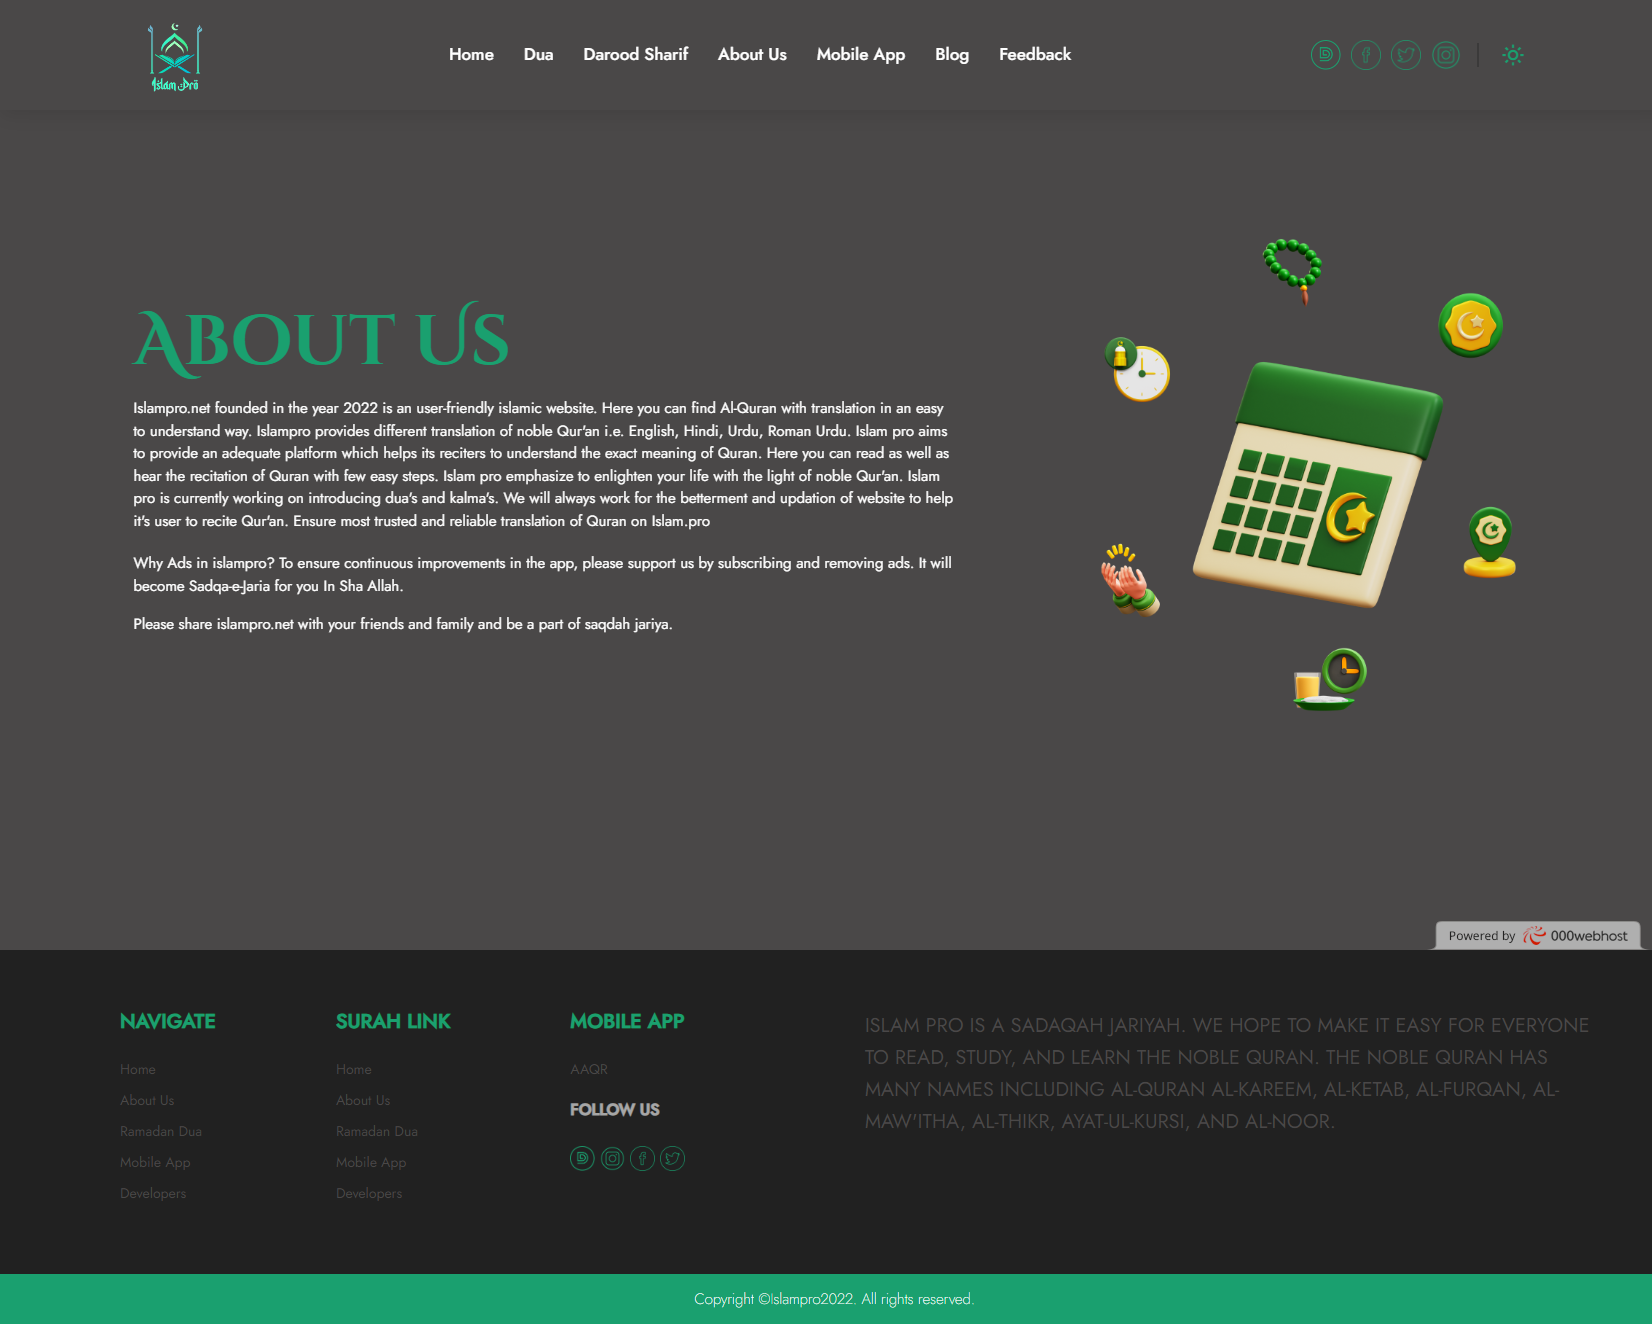 Islam Pro
Home Dua Darood Sharif About Us Mobile App Blog Feedback
About Us
Islampro.net founded in the year 2022 is an user-friendly islamic website. Here you can find Al-Quran with translation in an easy
to understand way. Islampro provides different translation of noble Qur'an i.e. English, Hindi, Urdu, Roman Urdu. Islam pro aims
to provide an adequate platform which helps its reciters to understand the exact meaning of Quran. Here you can read as well as
hear the recitation of Quran with few easy steps. Islam pro emphasize to enlighten your life with the light of noble Qur'an. Islam
pro is currently working on introducing dua's and kalma's. We will always work for the betterment and updation of website to help
it's user to recite Qur'an. Ensure most trusted and reliable translation of Quran on Islam.pro
Why Ads in islampro? To ensure continuous improvements in the app, please support us by subscribing and removing ads. It will
become Sadqa-e-Jaria for you In Sha Allah.
Please share islampro.net with your friends and family and be a part of saqdah jariya.
Powered by 000webhost
NAVIGATE
Home
About Us
Ramadan Dua
Mobile App
Developers
SURAH LINK
Home
About Us
Ramadan Dua
Mobile App
Developers
MOBILE APP
AAQR
FOLLOW US
ISLAM PRO IS A SADAQAH JARIYAH. WE HOPE TO MAKE IT EASY FOR EVERYONE
TO READ, STUDY, AND LEARN THE NOBLE QURAN. THE NOBLE QURAN HAS
MANY NAMES INCLUDING AL-QURAN AL-KAREEM, AL-KETAB, AL-FURQAN, AL-
MAW'ITHA, AL-THIKR, AYAT-UL-KURSI, AND AL-NOOR.
Copyright ©Islampro2022. All rights reserved.